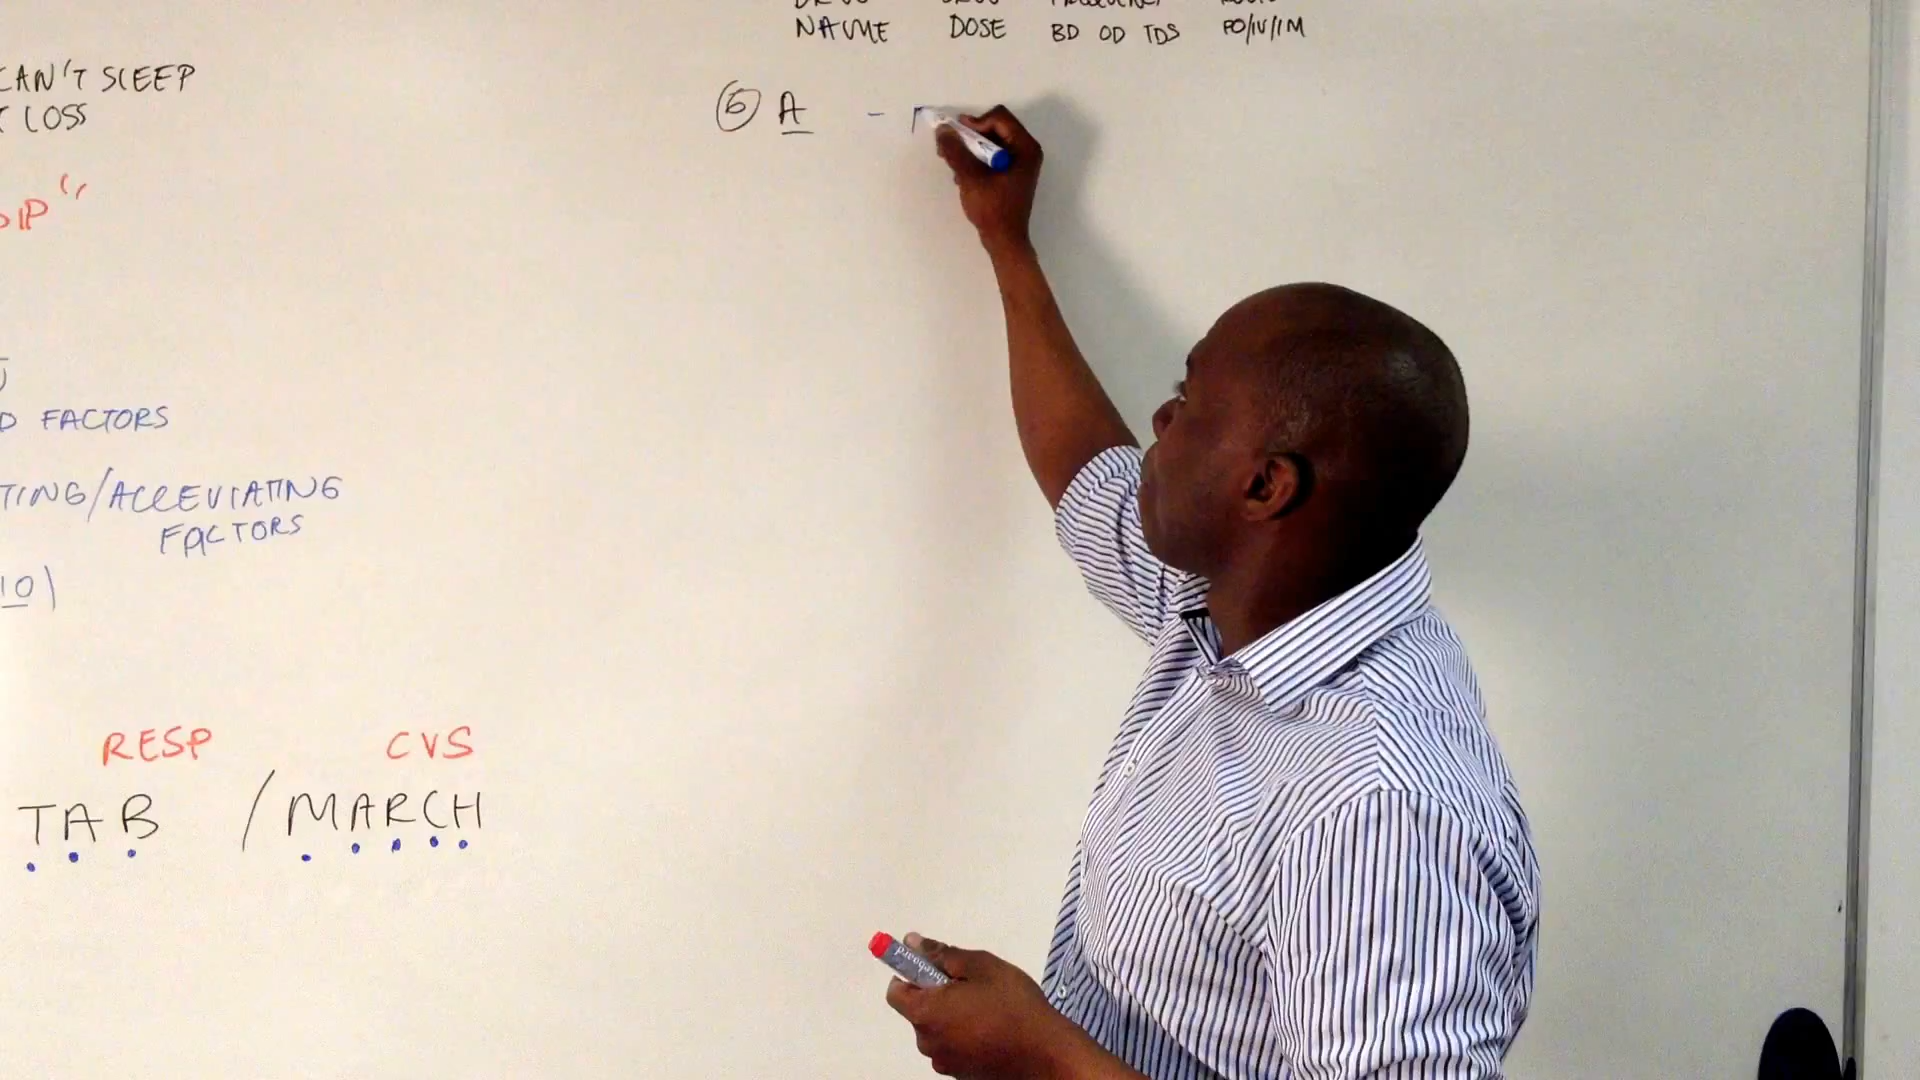 NAME DOSE BD OD TDS PO/IV/IM
CAN'T SLEEP
LOSS
6 A -
FACTORS
TING/ALLEVIATING
FACTORS
10)
RESP CVS
TAB / MARCH